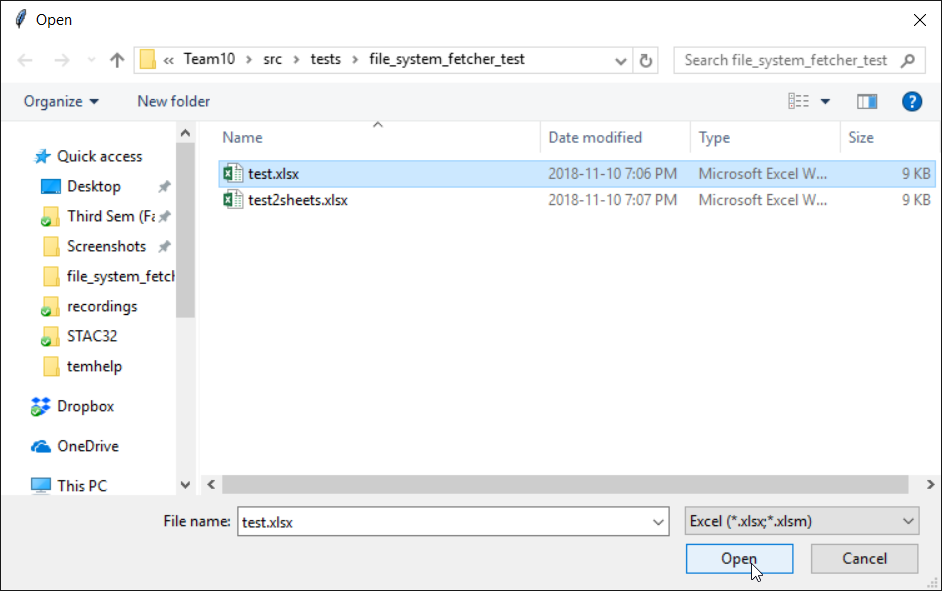 Open
« Team10 > src > tests > file_system_fetcher_test
Search file_system_fetcher_test
Organize New folder
Name Date modified Type Size
Quick access
Desktop
Third Sem (Fa
Screenshots
file_system_fetch
recordings
STAC32
temhelp
Dropbox
OneDrive
This PC
test.xlsx 2018-11-10 7:06 PM Microsoft Excel W... 9 KB
test2sheets.xlsx 2018-11-10 7:07 PM Microsoft Excel W... 9 KB
File name: test.xlsx Excel (*.xlsx;*.xlsm)
Open Cancel